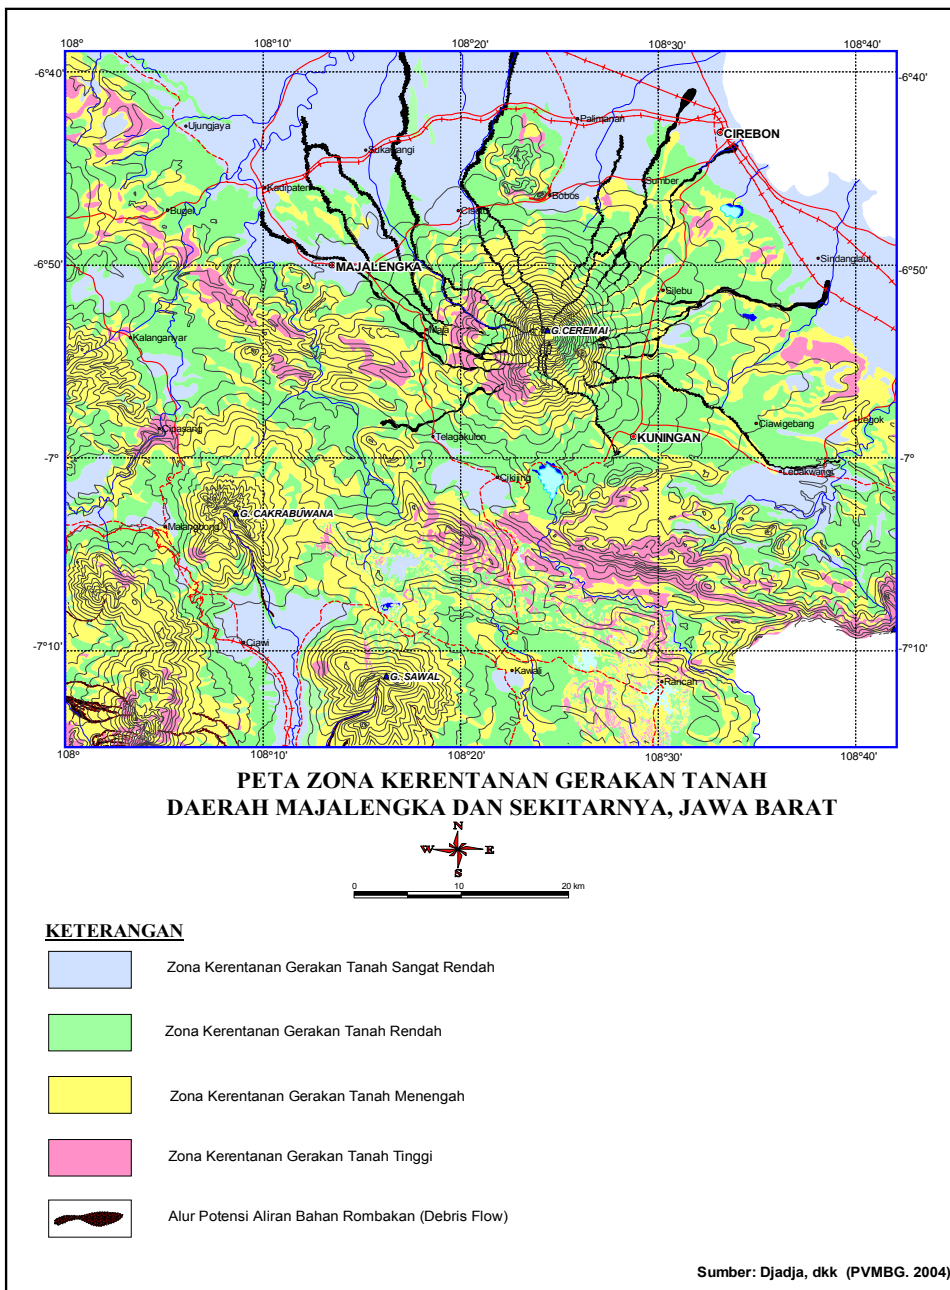 108° 108°10' 108°20' 108°30' 108°40'
-6°40' -6°40'
Palimanan
Ujungjaya
CIREBON
Sukawangi
Sumber
Kadipaten
Bobos
Bugel
-6°50' MAJALENGKA Sindanglaut -6°50'
Silebu
Maja G.CEREMAI
Kalanganyar
Cipasang Ciawigebang Legok
Telagakulon KUNINGAN
-7° -7°
Cikijing Lebakwangi
G. CAKRABUWANA
Malangbong
-7°10' Ciawi -7°10'
Kawali
G. SAWAL Rancah
108° 108°10' 108°20' 108°30' 108°40'
PETA ZONA KERENTANAN GERAKAN TANAH
DAERAH MAJALENGKA DAN SEKITARNYA, JAWA BARAT
N
W E
S
0 10 20 km
KETERANGAN
Zona Kerentanan Gerakan Tanah Sangat Rendah
Zona Kerentanan Gerakan Tanah Rendah
Zona Kerentanan Gerakan Tanah Menengah
Zona Kerentanan Gerakan Tanah Tinggi
Alur Potensi Aliran Bahan Rombakan (Debris Flow)
Sumber: Djadja, dkk (PVMBG. 2004)